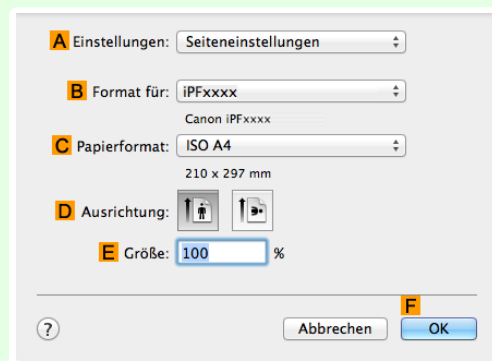 A Einstellungen: Seiteneinstellungen
B Format für: iPFxxxx
Canon iPFxxxx
C Papierformat: ISO A4
210 x 297 mm
D Ausrichtung:
E Größe: 100 %
F
? Abbrechen OK